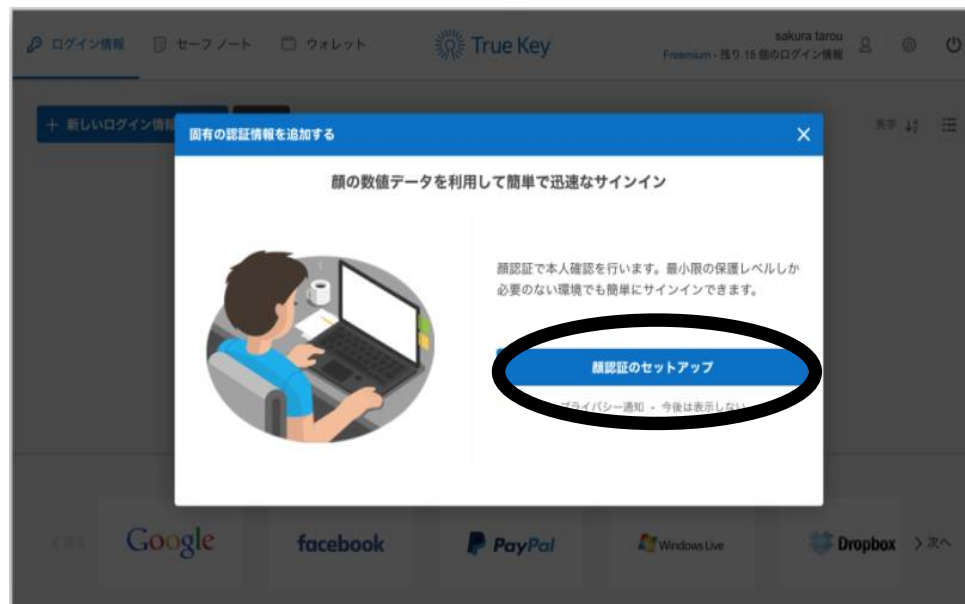 ログイン情報
セーフ ノート
ウォレット
True Key
sakura tarou
Freemium - 残り 15 個のログイン情報
+ 新しいログイン情報
英字
固有の認証情報を追加する
顔の数値データを利用して簡単で迅速なサインイン
顔認証で本人確認を行います。最小限の保護レベルしか
必要のない環境でも簡単にサインインできます。
顔認証のセットアップ
プライバシー通知 - 今後は表示しない
Google
facebook
PayPal
Windows Live
Dropbox
次へ